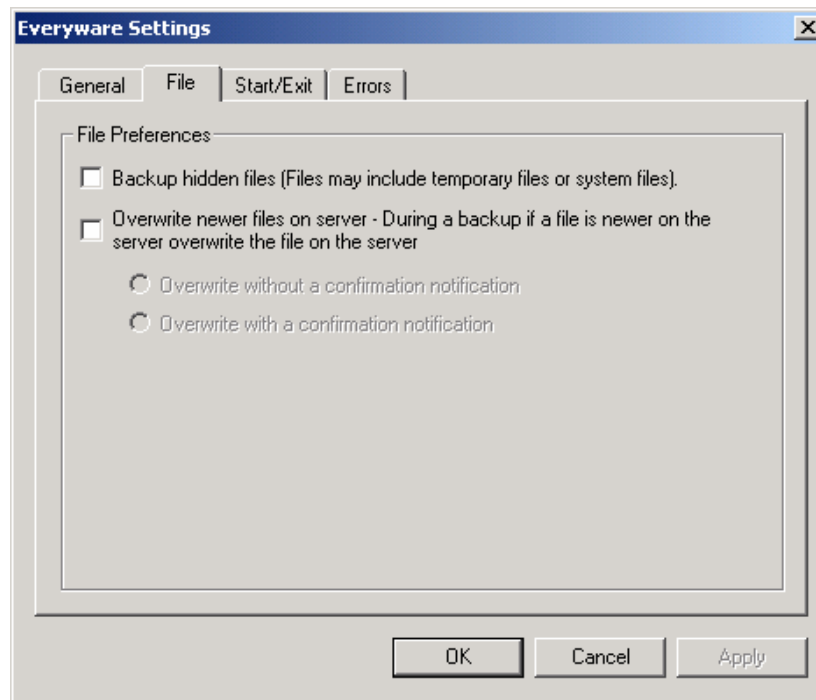 Everyware Settings
General File Start/Exit Errors
File Preferences
Backup hidden files (Files may include temporary files or system files).
Overwrite newer files on server - During a backup if a file is newer on the
server overwrite the file on the server
Overwrite without a confirmation notification
Overwrite with a confirmation notification
OK Cancel Apply